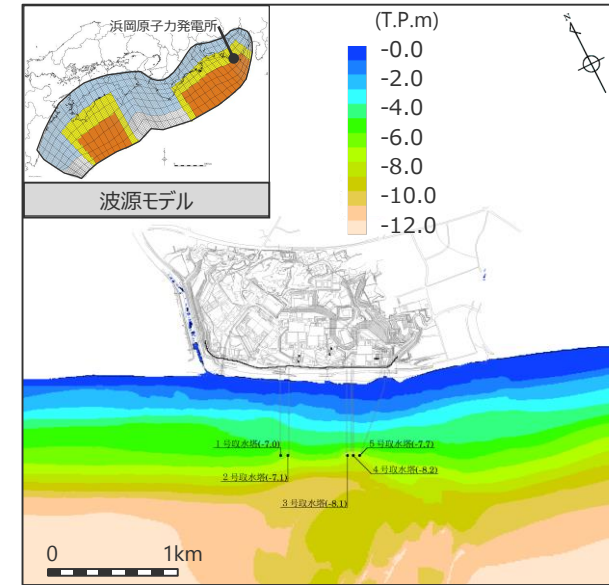 浜岡原子力発電所
波源モデル
(T.P.m)
-0.0
-2.0
-4.0
-6.0
-8.0
-10.0
-12.0
N
1号取水塔(-7.0)
2号取水塔(-7.1)
3号取水塔(-8.1)
4号取水塔(-8.2)
5号取水塔(-7.7)
0 1km